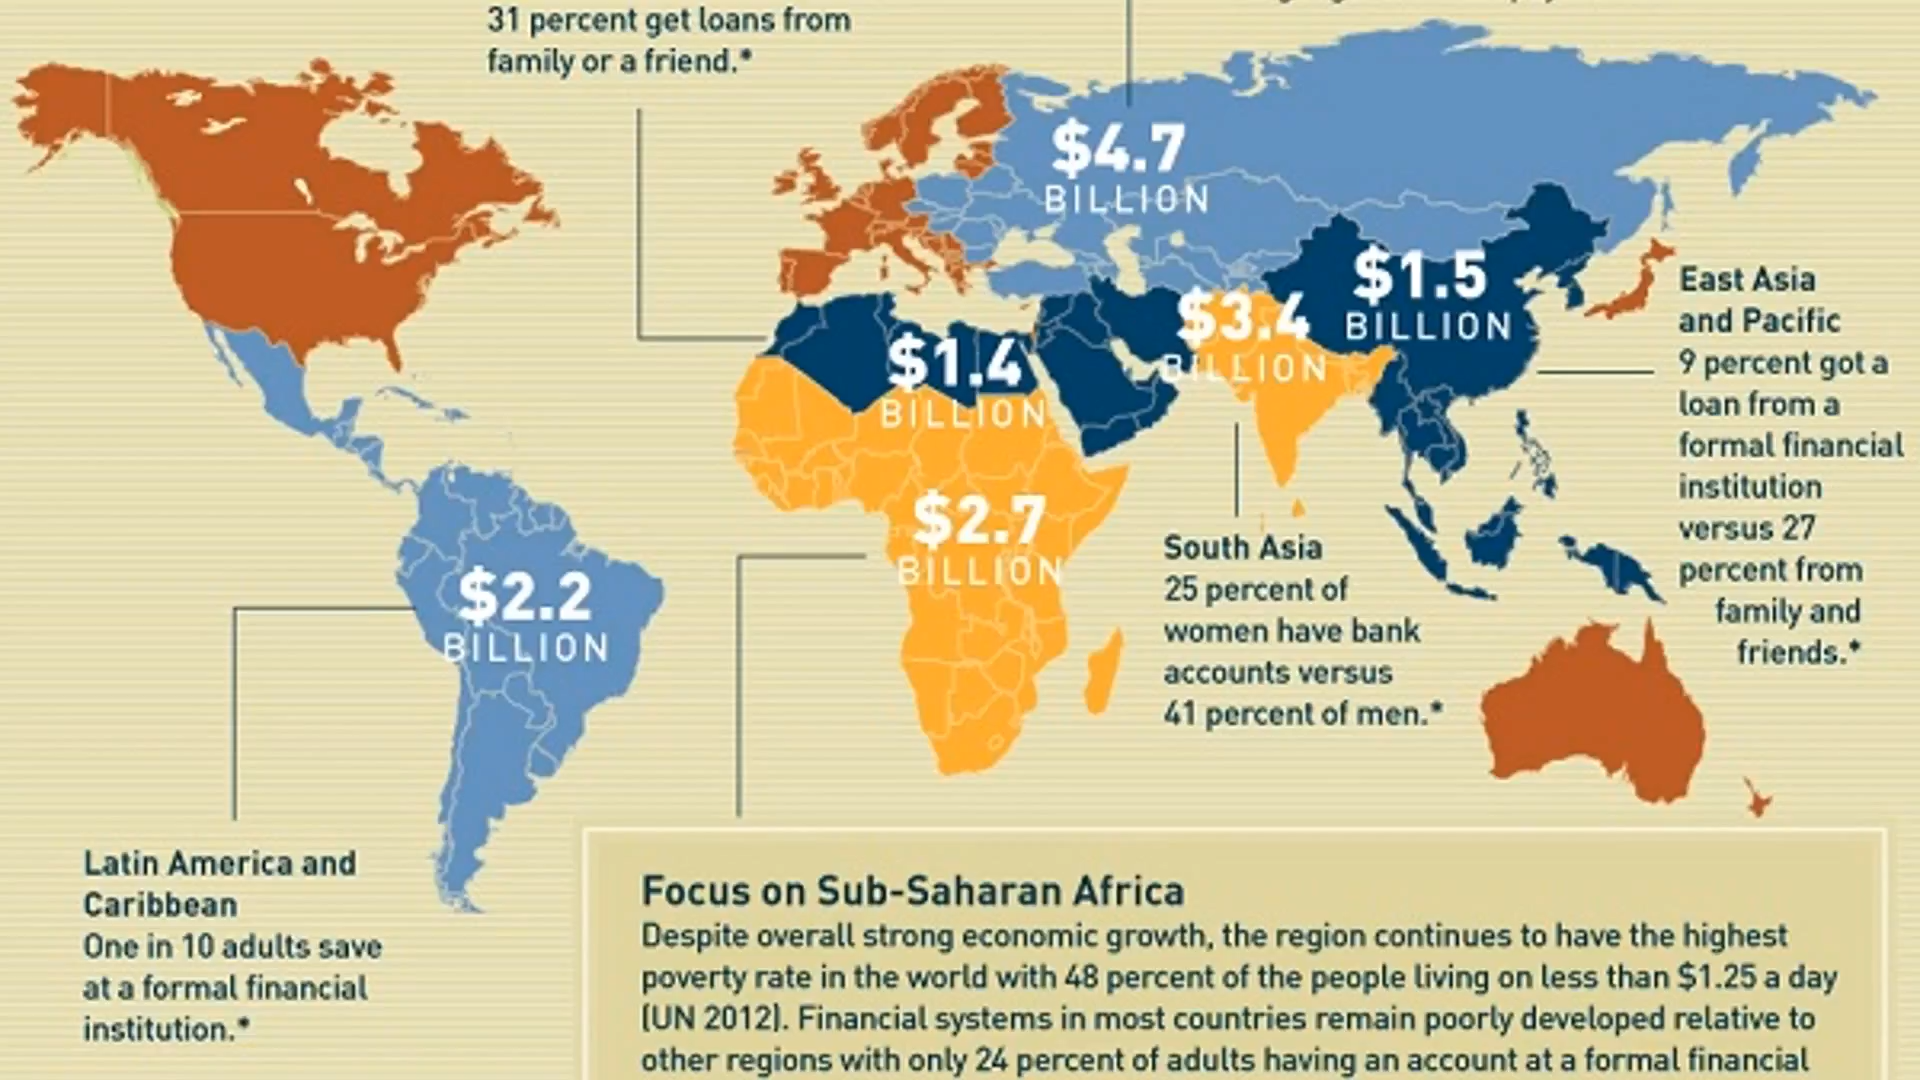 31 percent get loans from
family or a friend.*
$4.7
BILLION
$1.5
BILLION
$3.4
BILLION
$1.4
BILLION
$2.7
BILLION
$2.2
BILLION
East Asia
and Pacific
9 percent got a
loan from a
formal financial
institution
versus 27
percent from
family and
friends.*
South Asia
25 percent of
women have bank
accounts versus
41 percent of men.*
Latin America and
Caribbean
One in 10 adults save
at a formal financial
institution.*
Focus on Sub-Saharan Africa
Despite overall strong economic growth, the region continues to have the highest
poverty rate in the world with 48 percent of the people living on less than $1.25 a day
(UN 2012). Financial systems in most countries remain poorly developed relative to
other regions with only 24 percent of adults having an account at a formal financial